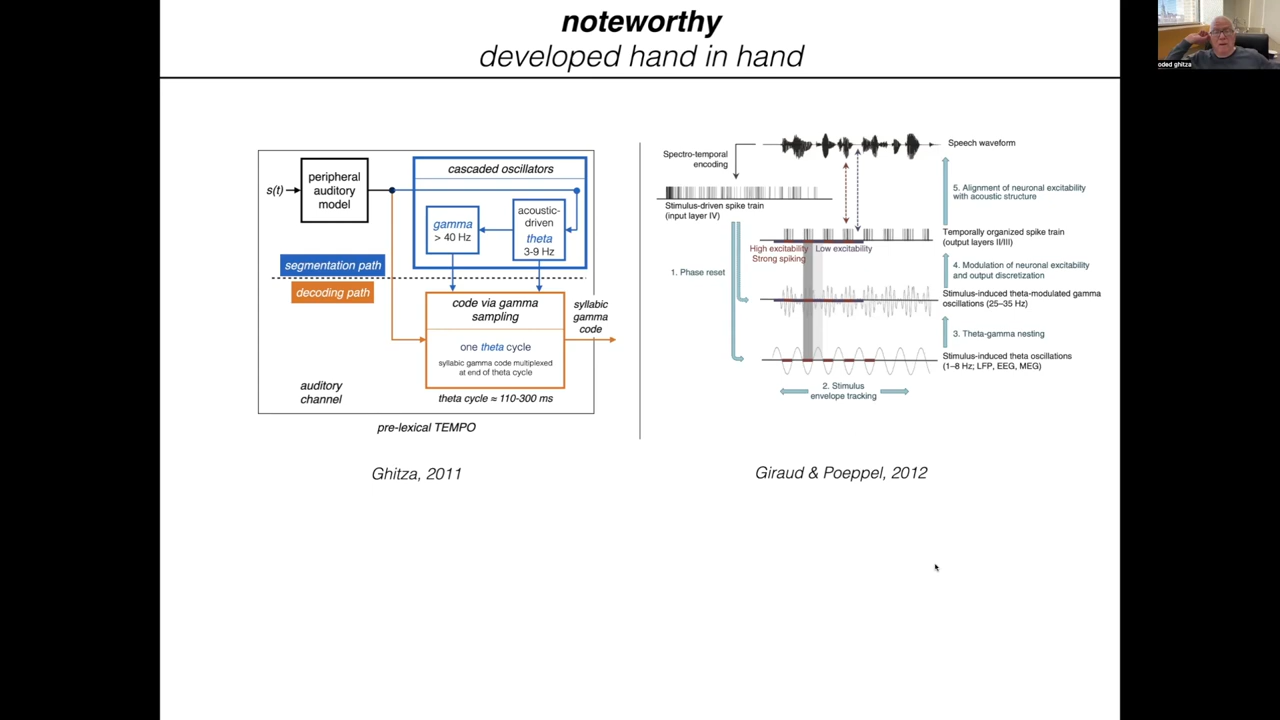 noteworthy
developed hand in hand
oded ghitza
s(t)
peripheral
auditory
model
cascaded oscillators
gamma
> 40 Hz
acoustic-
driven
theta
3-9 Hz
segmentation path
decoding path
code via gamma
sampling
one theta cycle
syllabic gamma code multiplexed
at end of theta cycle
syllabic
gamma
code
auditory
channel
theta cycle ≈ 110-300 ms
pre-lexical TEMPO
Ghitza, 2011
Spectro-temporal
encoding
Speech waveform
Stimulus-driven spike train
(input layer IV)
5. Alignment of neuronal excitability
with acoustic structure
Temporally organized spike train
(output layers II/III)
High excitability
Strong spiking
Low excitability
1. Phase reset
4. Modulation of neuronal excitability
and output discretization
Stimulus-induced theta-modulated gamma
oscillations (25–35 Hz)
3. Theta-gamma nesting
Stimulus-induced theta oscillations
(1–8 Hz; LFP, EEG, MEG)
2. Stimulus
envelope tracking
Giraud & Poeppel, 2012